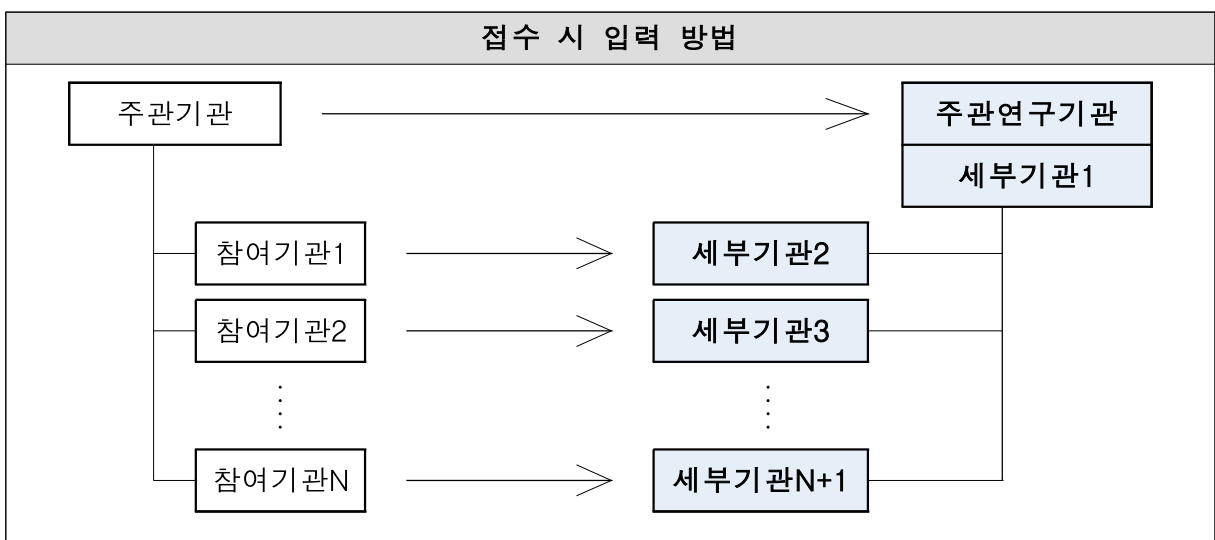 접수 시 입력 방법
주관기관
주관연구기관
세부기관1
참여기관1
세부기관2
참여기관2
세부기관3
참여기관N
세부기관N+1